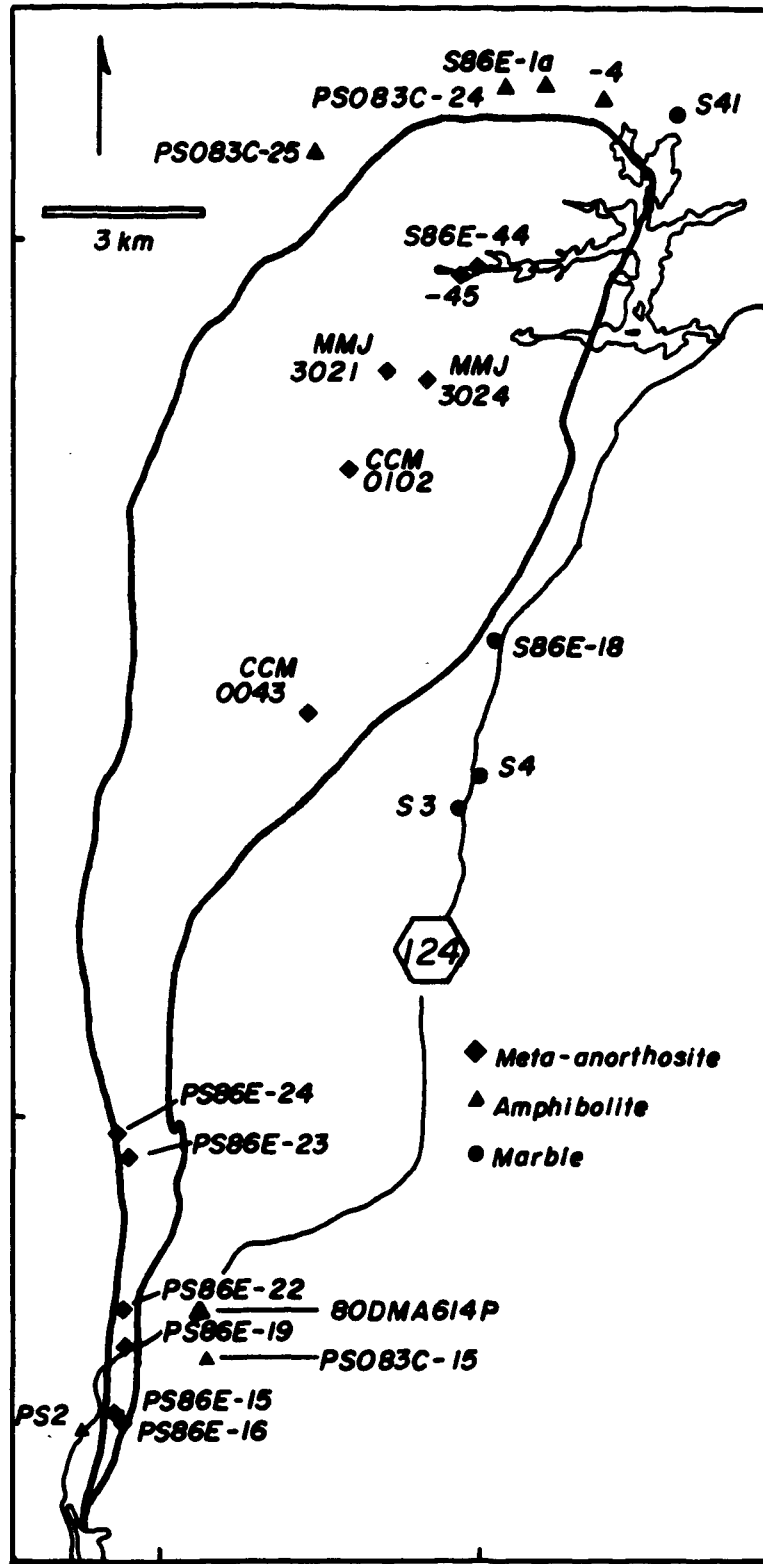 S86E-1a
-4
PSO83C-24
S41
PSO83C-25
3 km
S86E-44
-45
MMJ
3021
MMJ
3024
CCM
0102
S86E-18
CCM
0043
S4
S3
124
Meta-anorthosite
Amphibolite
Marble
PS86E-24
PS86E-23
PS86E-22
80DMA614P
PS86E-19
PSO83C-15
PS86E-15
PS2
PS86E-16